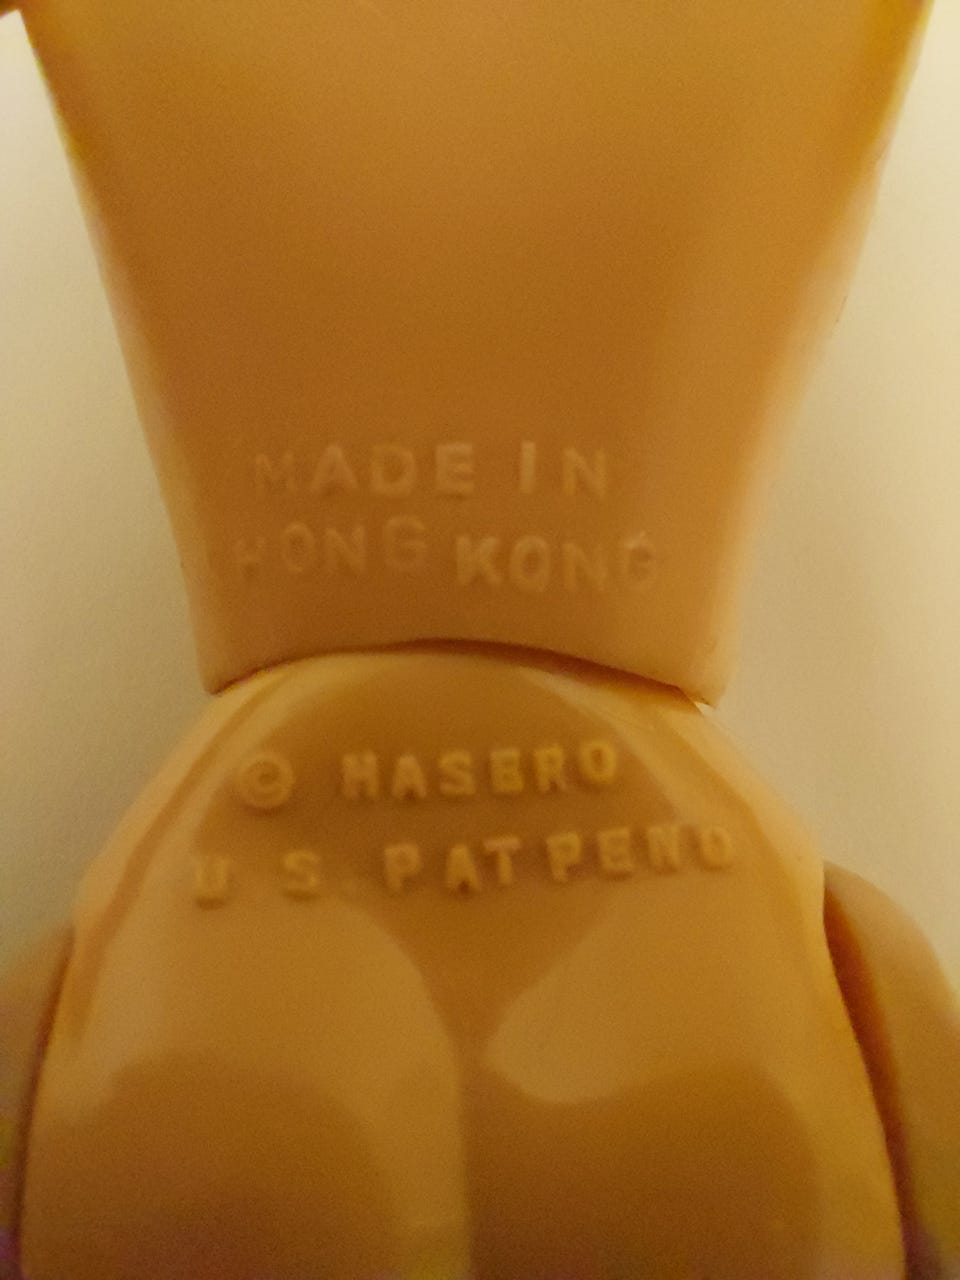 MADE IN
HONG KONG
© HASBRO
U.S. PAT PEND